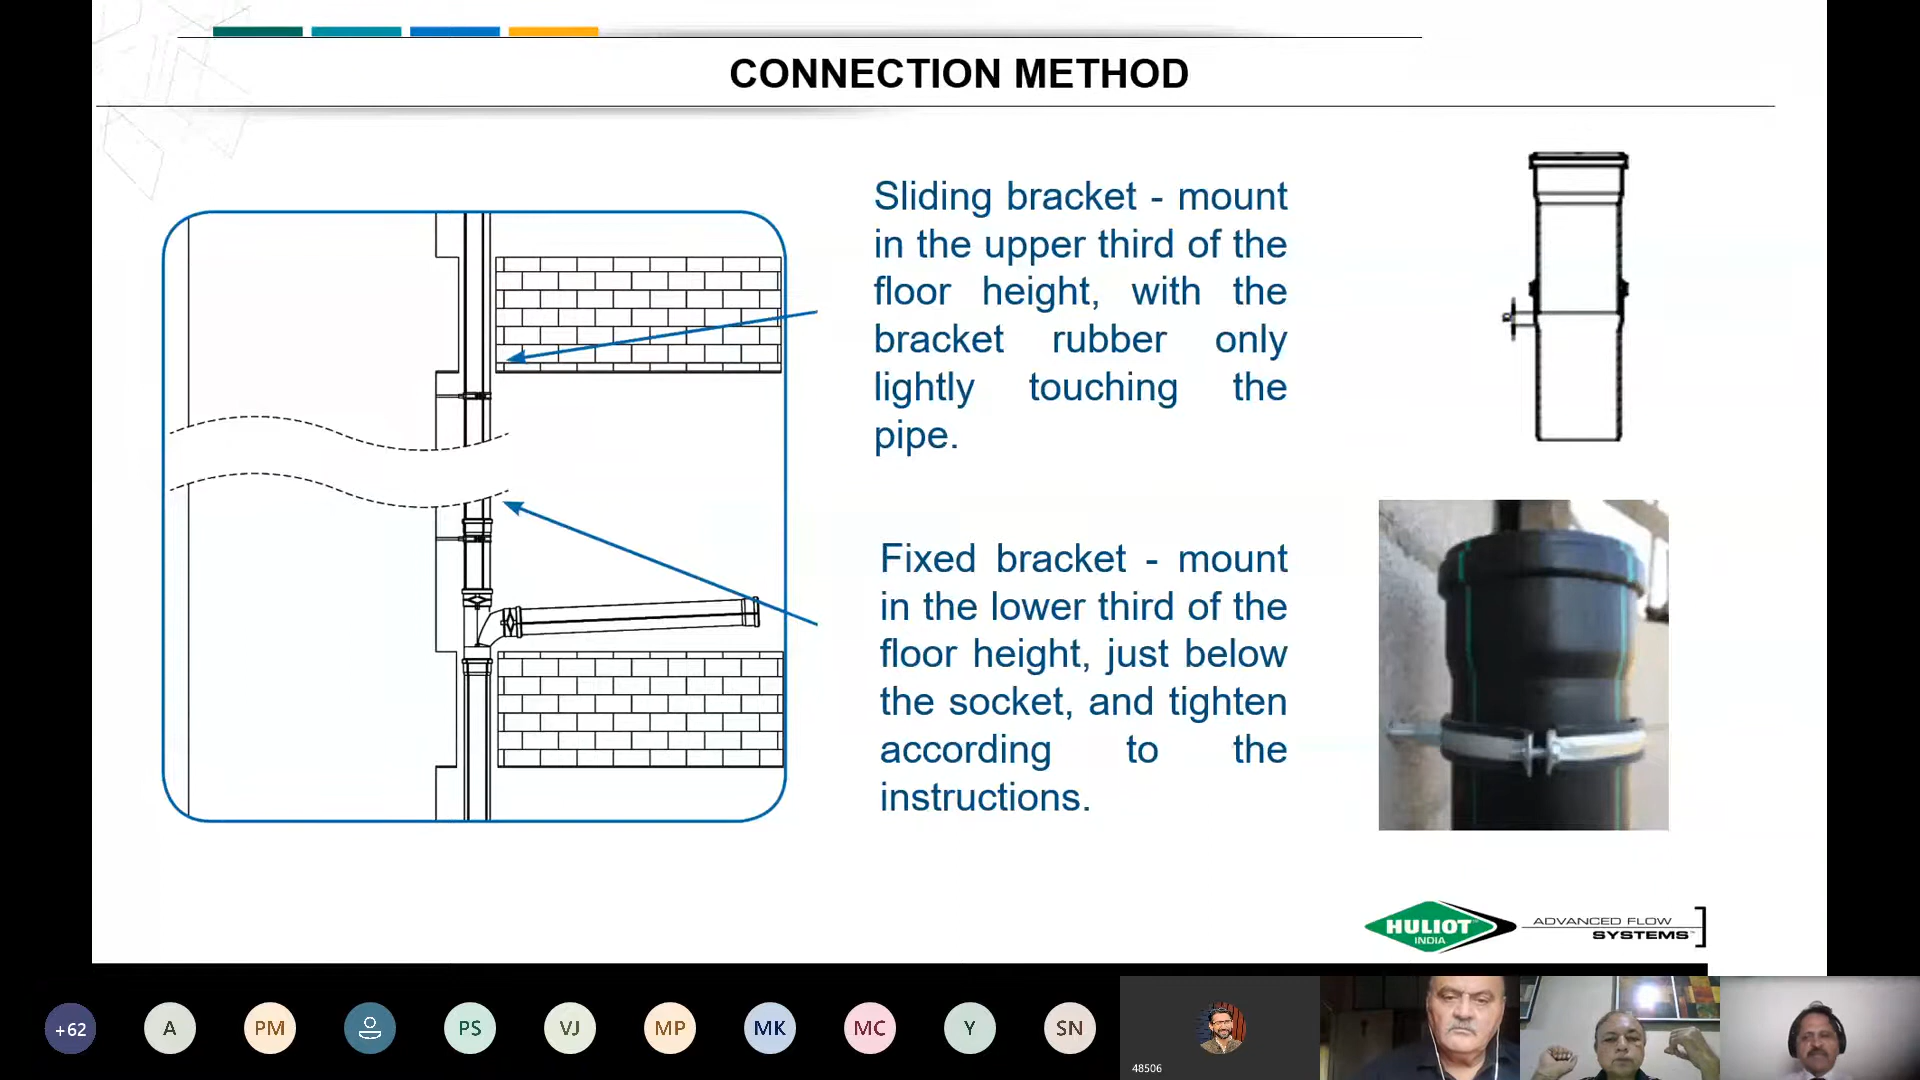 CONNECTION METHOD
Sliding bracket - mount
in the upper third of the
floor height, with the
bracket rubber only
lightly touching the
pipe.
Fixed bracket - mount
in the lower third of the
floor height, just below
the socket, and tighten
according to the
instructions.
HULIOT
INDIA
ADVANCED FLOW
SYSTEMS™
+62
A
PM
PS
VJ
MP
MK
MC
Y
SN
48506